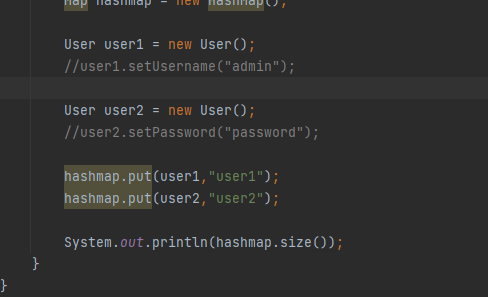 Map hashmap = new HashMap();
User user1 = new User();
//user1.setUsername("admin");
User user2 = new User();
//user2.setPassword("password");
hashmap.put(user1,"user1");
hashmap.put(user2,"user2");
System.out.println(hashmap.size());
}
}